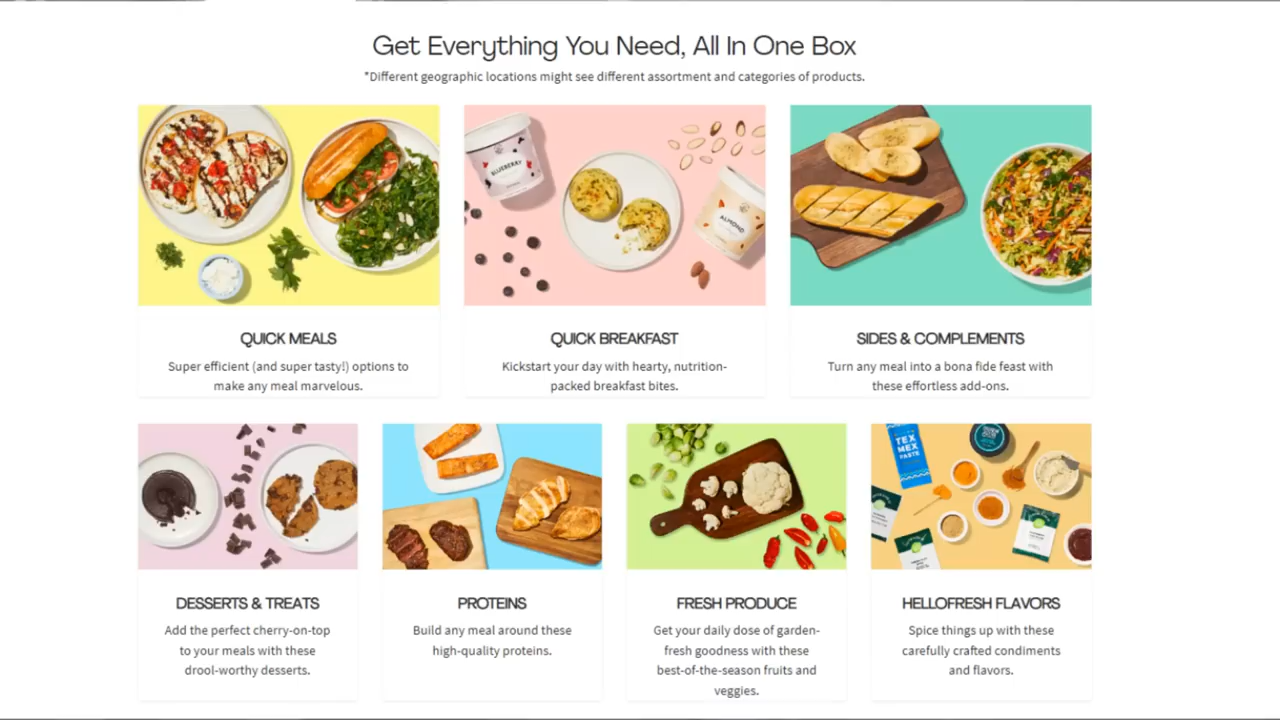 Get Everything You Need, All In One Box
*Different geographic locations might see different assortment and categories of products.
BLUEBERRY
ALMOND
QUICK MEALS
Super efficient (and super tasty!) options to
make any meal marvelous.
QUICK BREAKFAST
Kickstart your day with hearty, nutrition-
packed breakfast bites.
SIDES & COMPLEMENTS
Turn any meal into a bona fide feast with
these effortless add-ons.
TEX
MEX
PASTE
DESSERTS & TREATS
Add the perfect cherry-on-top
to your meals with these
drool-worthy desserts.
PROTEINS
Build any meal around these
high-quality proteins.
FRESH PRODUCE
Get your daily dose of garden-
fresh goodness with these
best-of-the-season fruits and
veggies.
HELLOFRESH FLAVORS
Spice things up with these
carefully crafted condiments
and flavors.